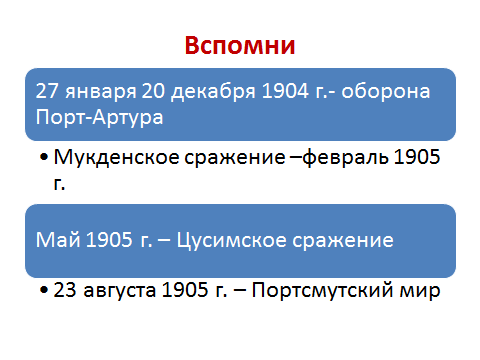 Вспомни
27 января 20 декабря 1904 г.- оборона
Порт-Артура
• Мукденское сражение –февраль 1905
г.
Май 1905 г. – Цусимское сражение
• 23 августа 1905 г. – Портсмутский мир